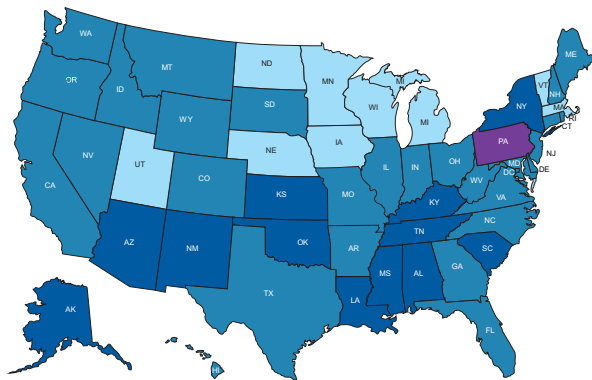 WA
ME
MT
ND
MN
VT
NH
OR
ID
MI
SD
WI
NY
MA
RI
WY
MI
CT
IA
PA
NE
NJ
NV
UT
OH
IL
IN
MD
DE
CO
DC
WV
CA
KS
MO
KY
VA
NC
TN
AZ
NM
OK
AR
SC
MS
AL
GA
TX
LA
AK
FL
HI